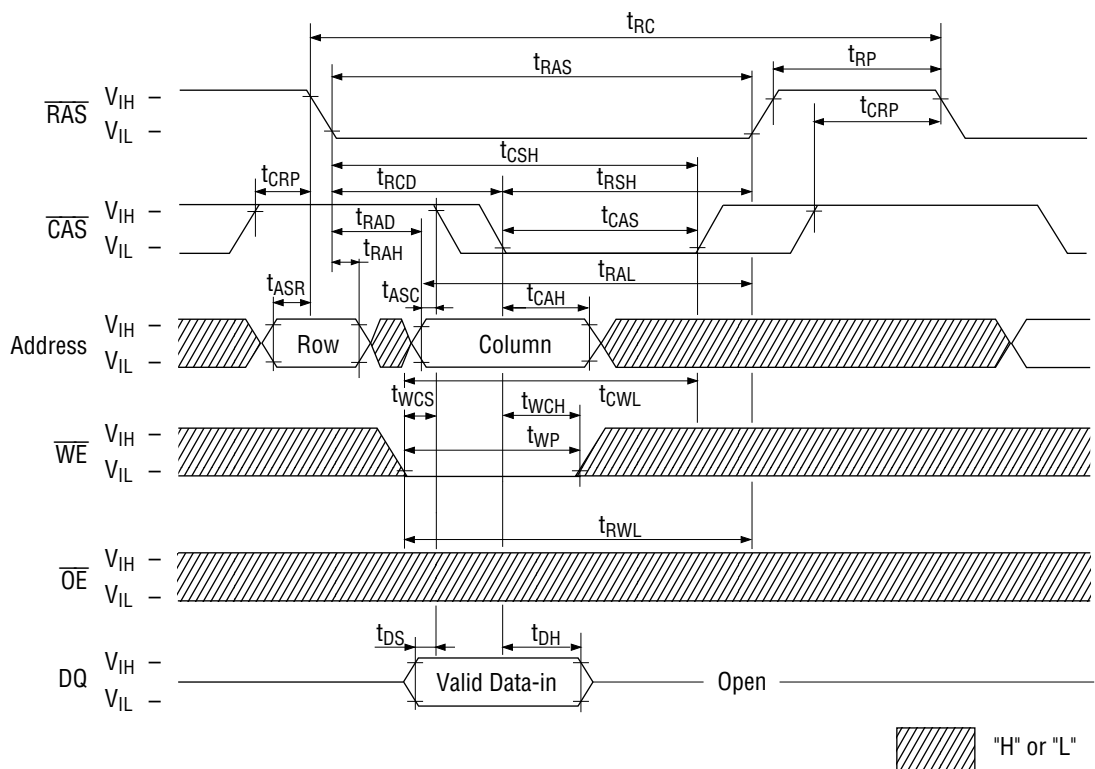 tRC
tRP
tRAS
RAS
VIH –
VIL –
tCRP
tCSH
tCRP
tRCD
tRSH
CAS
VIH –
VIL –
tRAD
tCAS
tRAH
tRAL
tASR
tASC
tCAH
Address
VIH –
VIL –
Row
Column
tWCS
tCWL
tWCH
WE
VIH –
VIL –
tWP
tRWL
OE
VIH –
VIL –
tDS
tDH
DQ
VIH –
VIL –
Valid Data-in
Open
"H" or "L"